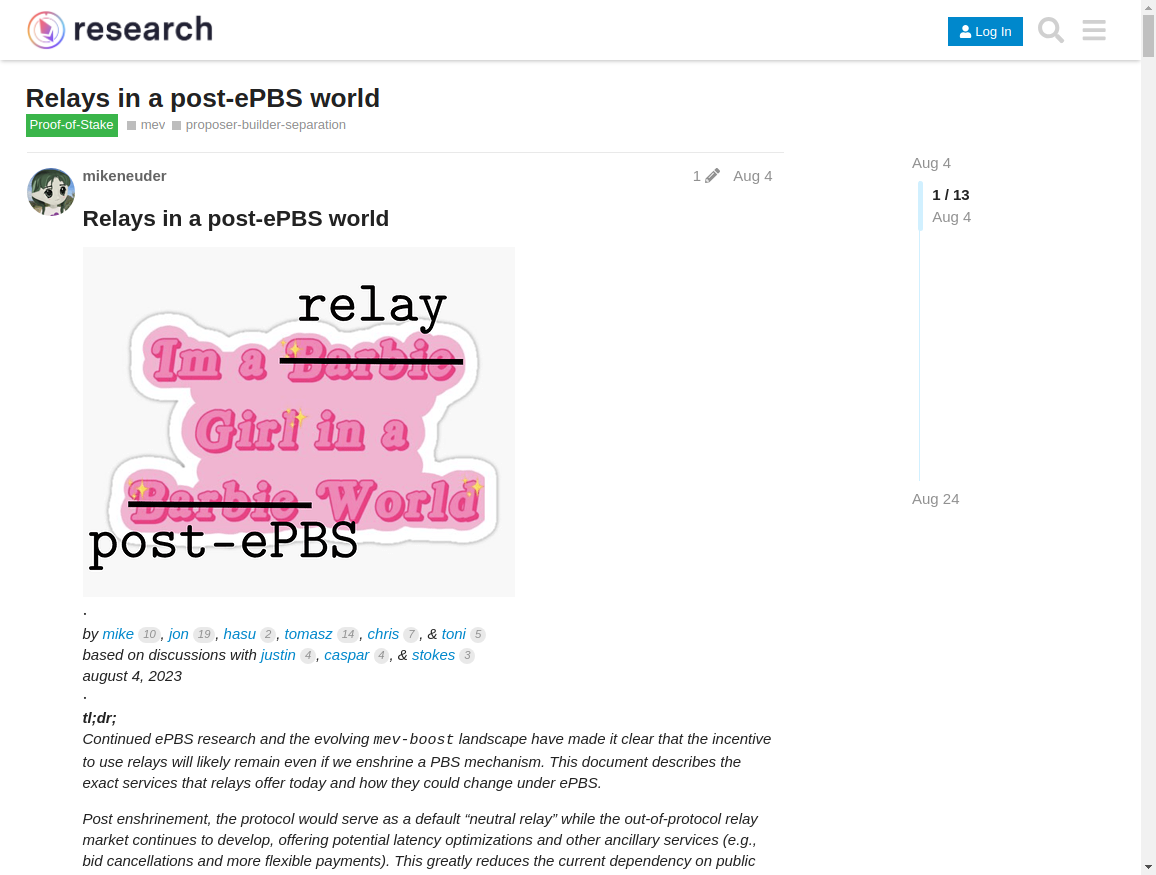 research
Log In
Relays in a post-ePBS world
Proof-of-Stake mev proposer-builder-separation
mikeneuder 1 Aug 4
Aug 4
1 / 13
Aug 4
Aug 24
Relays in a post-ePBS world
relay
Im a Barbie
Girl in a
Barbie World
post-ePBS
.
by mike 10, jon 19, hasu 2, tomasz 14, chris 7, & toni 5
based on discussions with justin 4, caspar 4, & stokes 3
august 4, 2023
.
tl;dr;
Continued ePBS research and the evolving mev-boost landscape have made it clear that the incentive
to use relays will likely remain even if we enshrine a PBS mechanism. This document describes the
exact services that relays offer today and how they could change under ePBS.
Post enshrinement, the protocol would serve as a default “neutral relay” while the out-of-protocol relay
market continues to develop, offering potential latency optimizations and other ancillary services (e.g.,
bid cancellations and more flexible payments). This greatly reduces the current dependency on public